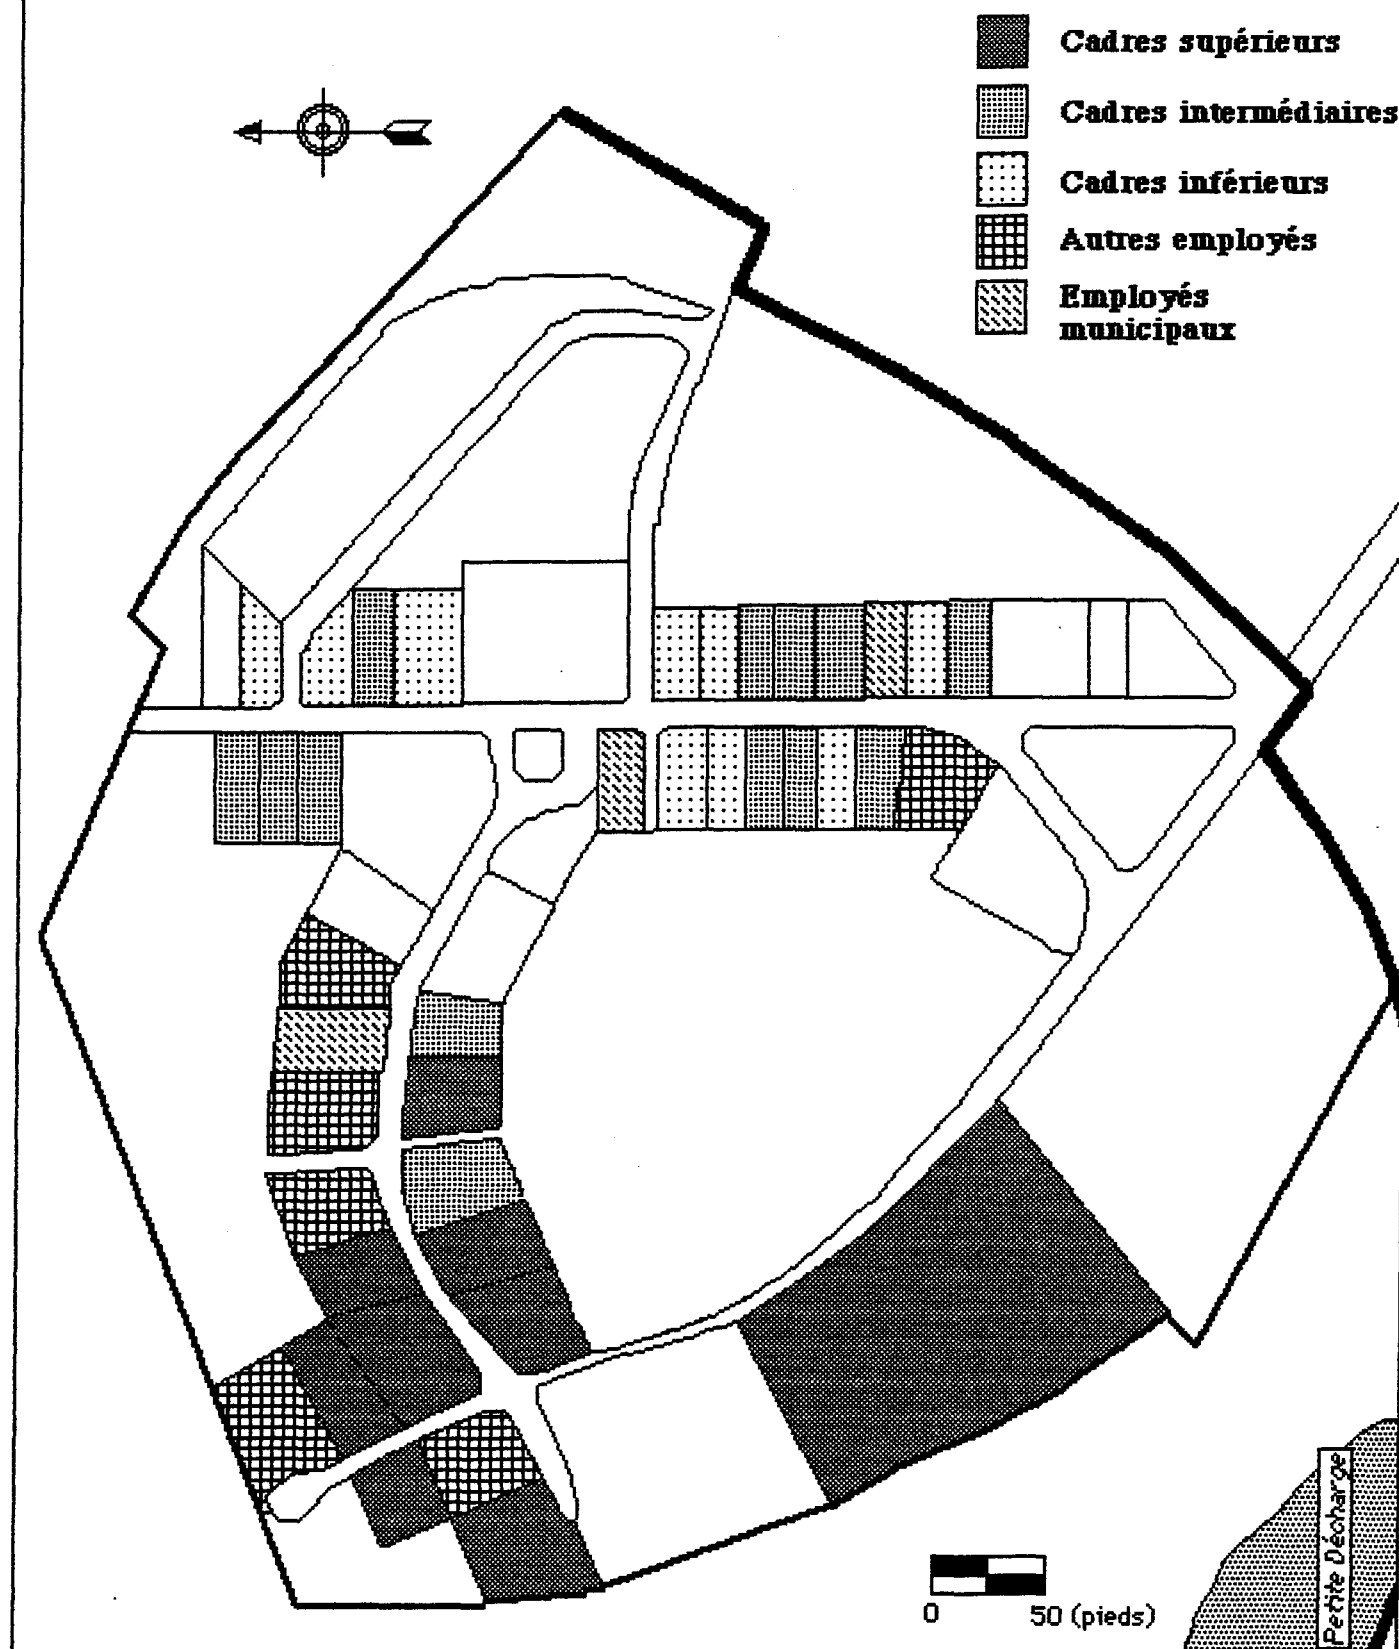 Cadres supérieurs
Cadres intermédiaires
Cadres inférieurs
Autres employés
Employés
municipaux
0 50 (pieds)
Petite Décharge